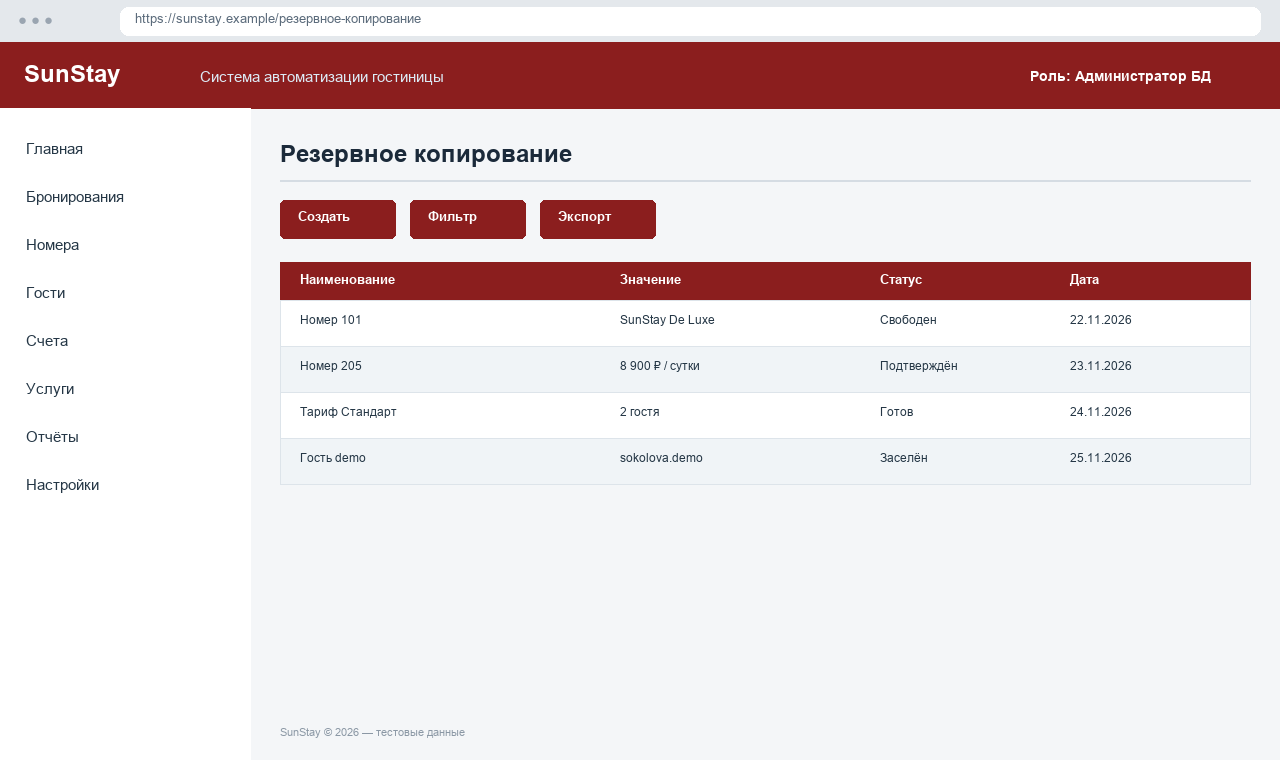 https://sunstay.example/резервное-копирование
SunStay
Система автоматизации гостиницы
Роль: Администратор БД
Главная
Бронирования
Номера
Гости
Счета
Услуги
Отчёты
Настройки
Резервное копирование
Создать
Фильтр
Экспорт
Наименование Значение Статус Дата
Номер 101 SunStay De Luxe Свободен 22.11.2026
Номер 205 8 900 ₽ / сутки Подтверждён 23.11.2026
Тариф Стандарт 2 гостя Готов 24.11.2026
Гость demo sokolova.demo Заселён 25.11.2026
SunStay © 2026 — тестовые данные